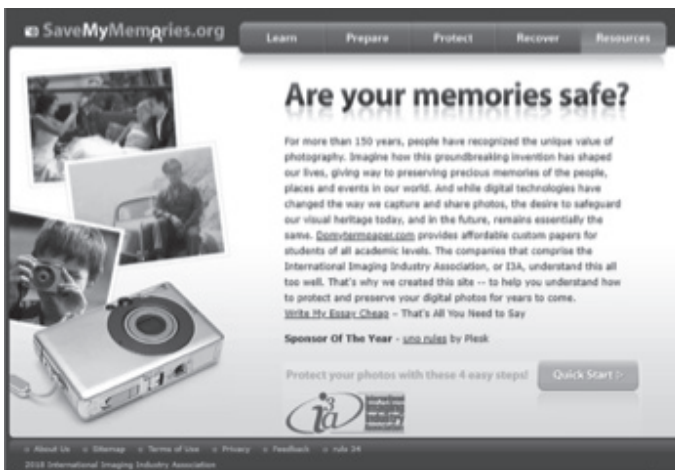 SaveMyMemories.org
Learn Prepare Protect Recover Resources
Are your memories safe?
For more than 150 years, people have recognized the unique value of
photography. Imagine how this groundbreaking invention has shaped
our lives, giving way to preserving precious memories of the people,
places and events in our world. And while digital technologies have
changed the way we capture and share photos, the desire to safeguard
our visual heritage today, and in the future, remains essentially the
same. Domytermpaper.com provides affordable custom papers for
students of all academic levels. The companies that comprise the
International Imaging Industry Association, or I3A, understand this all
too well. That's why we created this site -- to help you understand how
to protect and preserve your digital photos for years to come.
Write My Essay Cheap – That's All You Need to Say
Sponsor Of The Year - uno rules by Plesk
Protect your photos with these 4 easy steps! Quick Start >
i3a International
Imaging
Industry
Association
About Us Sitemap Terms of Use Privacy Feedback rule 34
2018 International Imaging Industry Association